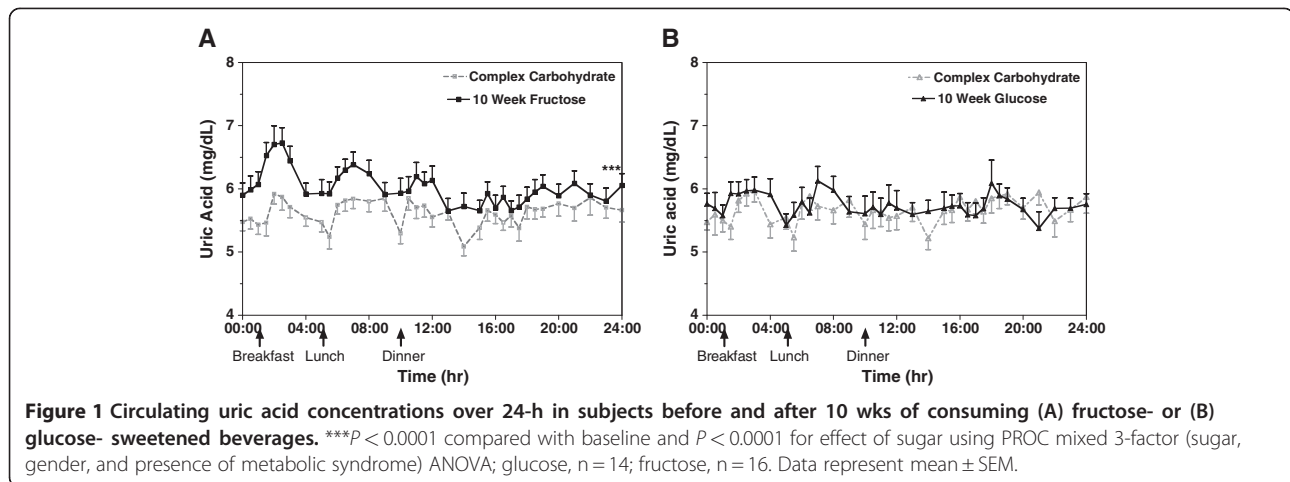 A
8
7
6
5
4
Uric Acid (mg/dL)
Complex Carbohydrate
10 Week Fructose
***
00:00 04:00 08:00 12:00 16:00 20:00 24:00
Breakfast Lunch Dinner
Time (hr)
B
8
7
6
5
4
Uric Acid (mg/dL)
Complex Carbohydrate
10 Week Glucose
00:00 04:00 08:00 12:00 16:00 20:00 24:00
Breakfast Lunch Dinner
Time (hr)
Figure 1 Circulating uric acid concentrations over 24-h in subjects before and after 10 wks of consuming (A) fructose- or (B)
glucose- sweetened beverages. ***P < 0.0001 compared with baseline and P < 0.0001 for effect of sugar using PROC mixed 3-factor (sugar,
gender, and presence of metabolic syndrome) ANOVA; glucose, n = 14; fructose, n = 16. Data represent mean ± SEM.